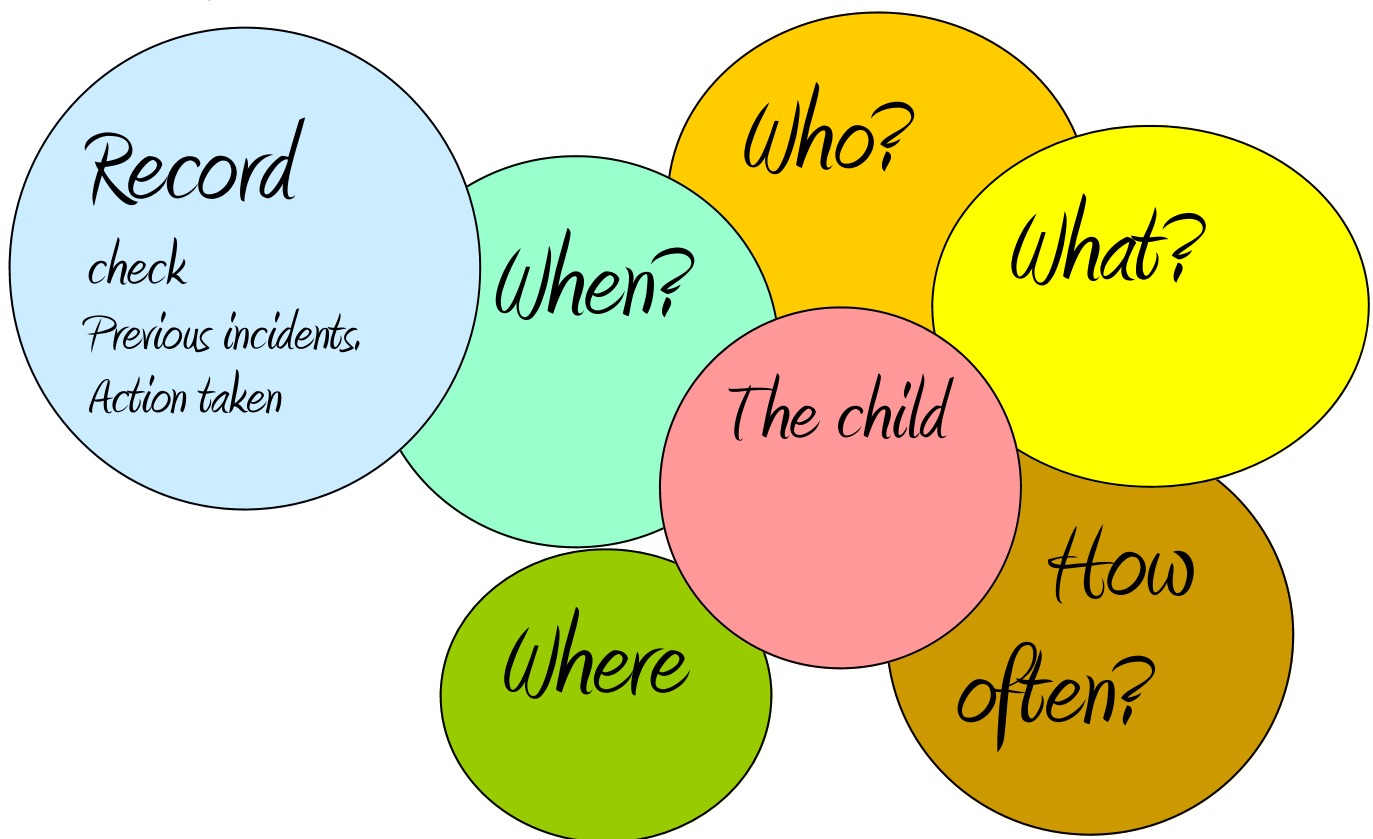 Record
check
Previous incidents.
Action taken
When?
Who?
What?
The child
Where
How
often?